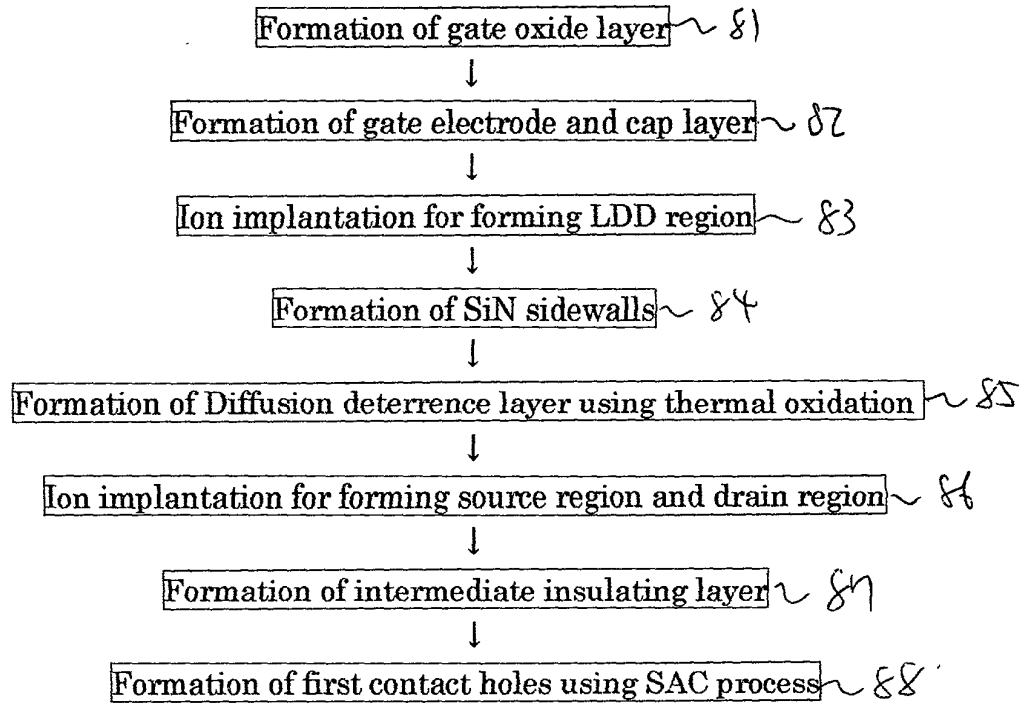 Formation of gate oxide layer 81
↓
Formation of gate electrode and cap layer 82
↓
Ion implantation for forming LDD region 83
↓
Formation of SiN sidewalls 84
↓
Formation of Diffusion deterrence layer using thermal oxidation 85
↓
Ion implantation for forming source region and drain region 86
↓
Formation of intermediate insulating layer 87
↓
Formation of first contact holes using SAC process 88